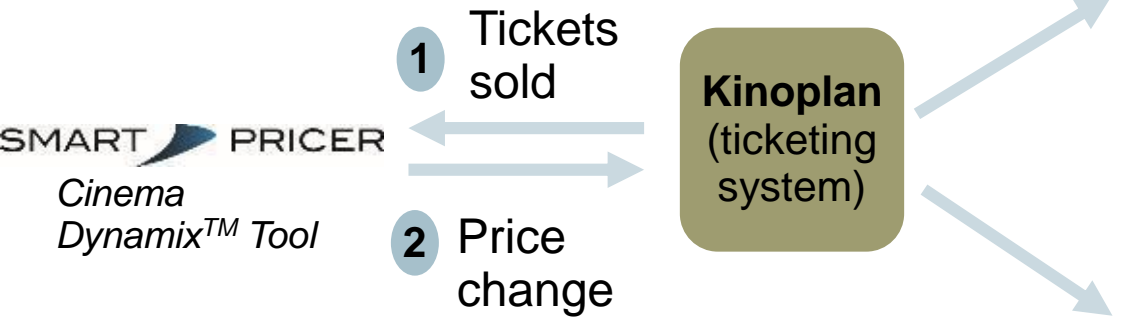 1
Tickets
sold
SMART PRICER
Cinema
Dynamix™ Tool
Kinoplan
(ticketing
system)
2
Price
change